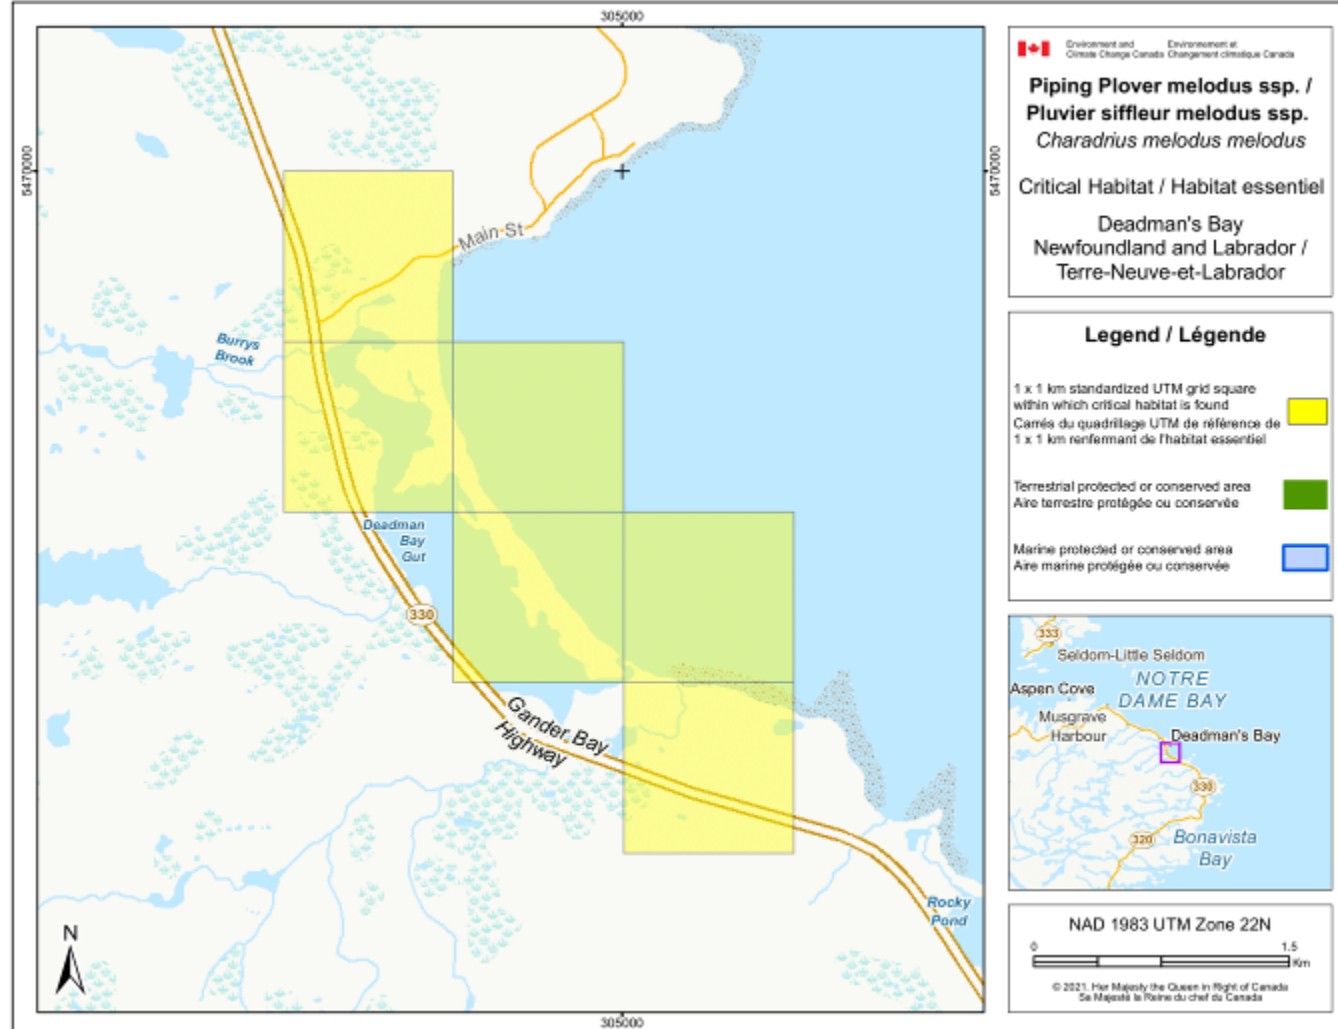 305000
5470000
5470000
Main St
Burrys
Brook
Deadman
Bay
Gut
330
Gander Bay
Highway
Rocky
Pond
N
305000
Environment and Environnement et
Climate Change Canada Changement climatique Canada
Piping Plover melodus ssp. /
Pluvier siffleur melodus ssp.
Charadrius melodus melodus
Critical Habitat / Habitat essentiel
Deadman's Bay
Newfoundland and Labrador /
Terre-Neuve-et-Labrador
Legend / Légende
1 x 1 km standardized UTM grid square
within which critical habitat is found
Carrés du quadrillage UTM de référence de
1 x 1 km renfermant de l'habitat essentiel
Terrestrial protected or conserved area
Aire terrestre protégée ou conservée
Marine protected or conserved area
Aire marine protégée ou conservée
333
Seldom-Little Seldom
NOTRE
DAME BAY
Aspen Cove
Musgrave
Harbour
Deadman's Bay
330
320
Bonavista
Bay
NAD 1983 UTM Zone 22N
0 1.5
Km
© 2021. Her Majesty the Queen in Right of Canada
Sa Majesté la Reine du chef du Canada